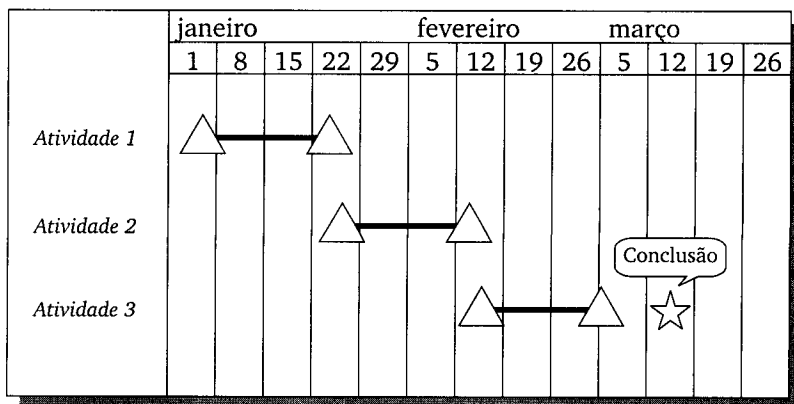 janeiro fevereiro março
1 8 15 22 29 5 12 19 26 5 12 19 26
Atividade 1
Atividade 2
Conclusão
Atividade 3